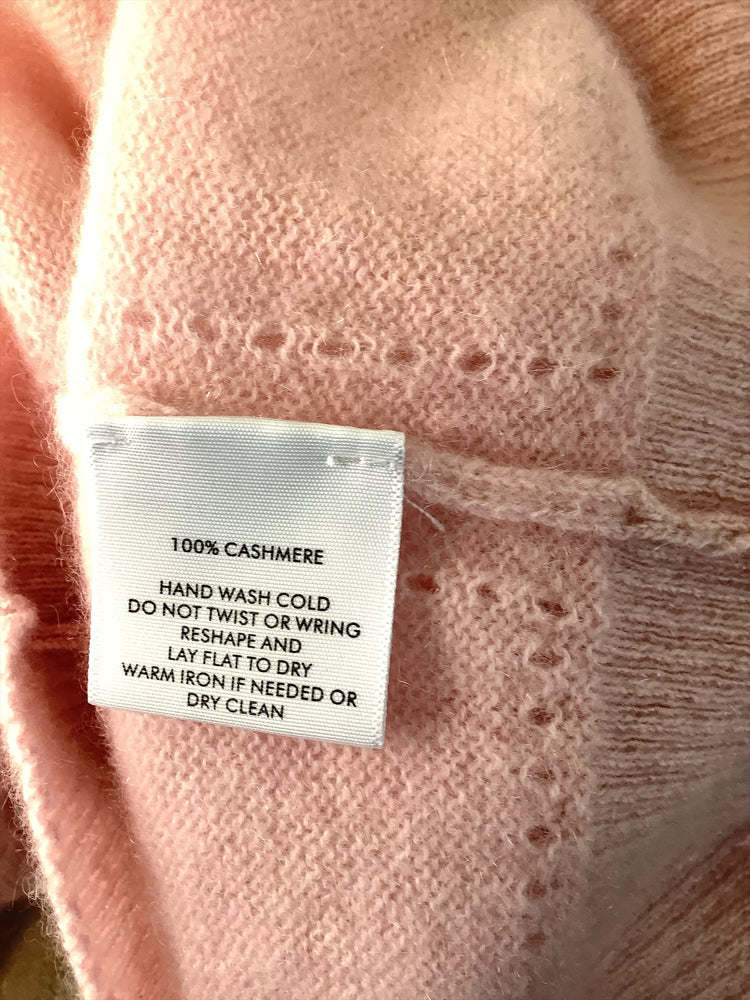 100% CASHMERE
HAND WASH COLD
DO NOT TWIST OR WRING
RESHAPE AND
LAY FLAT TO DRY
WARM IRON IF NEEDED OR
DRY CLEAN